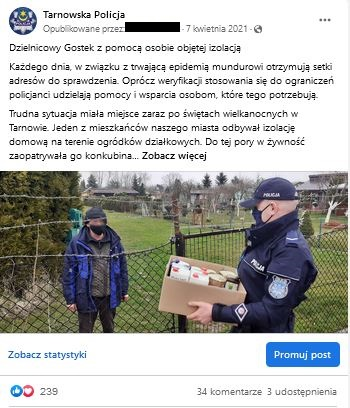 Tarnowska Policja
Opublikowane przez: · 7 kwietnia 2021 ·
Dzielnicowy Gostek z pomocą osobie objętej izolacją
Każdego dnia, w związku z trwającą epidemią mundurowi otrzymują setki
adresów do sprawdzenia. Oprócz weryfikacji stosowania się do ograniczeń
policjanci udzielają pomocy i wsparcia osobom, które tego potrzebują.
Trudna sytuacja miała miejsce zaraz po świętach wielkanocnych w
Tarnowie. Jeden z mieszkańców naszego miasta odbywał izolację
domową na terenie ogródków działkowych. Do tej pory w żywność
zaopatrywała go konkubina... Zobacz więcej
POLICJA
POLICJA
Zobacz statystyki
Promuj post
239
34 komentarze 3 udostępnienia